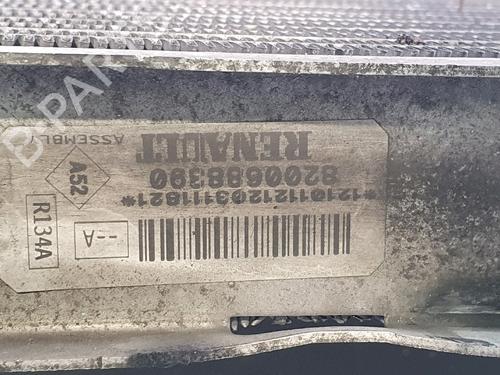 RENAULT
8200688390
ASSEMBL
A52
R134A
--A